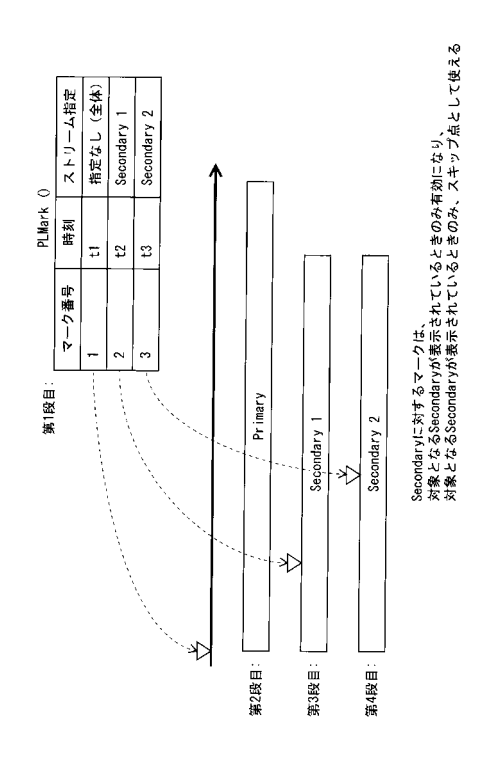 PLMark ()
第1段目:
マーク番号 時刻 ストリーム指定
1 t1 指定なし (全体)
2 t2 Secondary 1
3 t3 Secondary 2
第2段目: Primary
第3段目: Secondary 1
第4段目: Secondary 2
Secondaryに対するマークは、
対象となるSecondaryが表示されているときのみ有効になり、
対象となるSecondaryが表示されているときのみ、スキップ点として使える